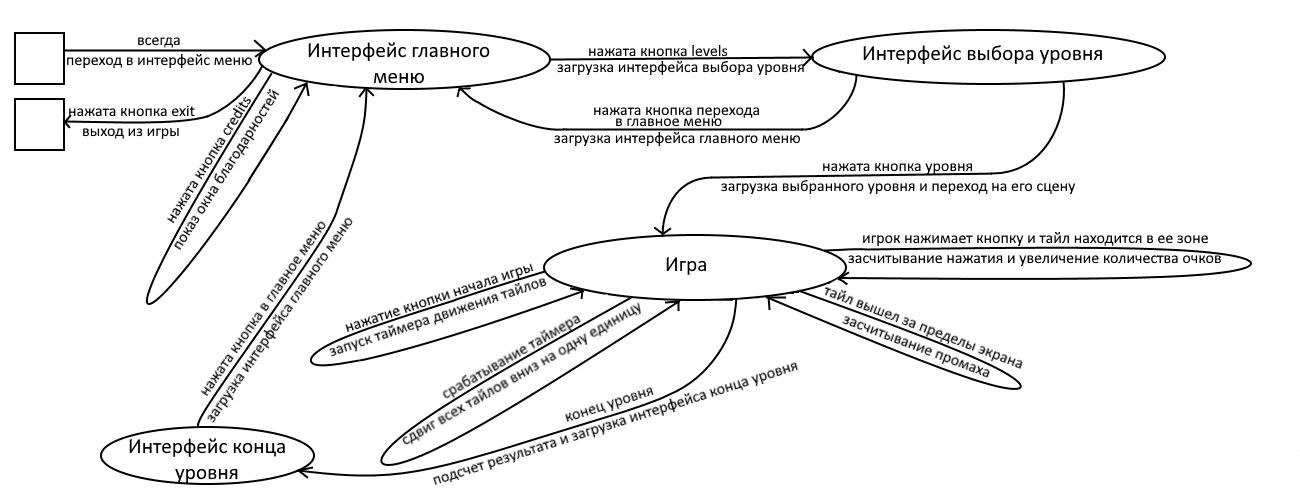 всегда
переход в интерфейс меню
Интерфейс главного
меню
нажата кнопка levels
загрузка интерфейса выбора уровня
Интерфейс выбора уровня
нажата кнопка exit
выход из игры
нажата кнопка credits
показ окна благодарностей
нажата кнопка перехода
в главное меню
загрузка интерфейса главного меню
нажата кнопка уровня
загрузка выбранного уровня и переход на его сцену
Игра
игрок нажимает кнопку и тайл находится в ее зоне
засчитывание нажатия и увеличение количества очков
нажатие кнопки начала игры
запуск таймера движения тайлов
срабатывание таймера
сдвиг всех тайлов вниз на одну единицу
тайл вышел за пределы экрана
засчитывание промаха
нажата кнопка в главное меню
загрузка интерфейса главного меню
конец уровня
подсчет результата и загрузка интерфейса конца уровня
Интерфейс конца
уровня